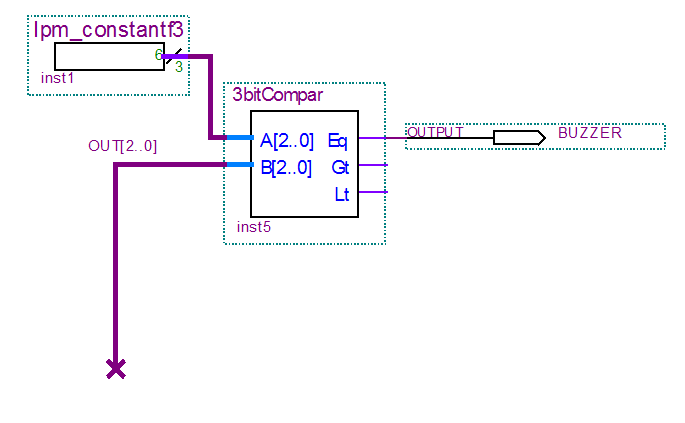 lpm_constantf3
6
3
inst1
3bitCompar
OUT[2..0]
A[2..0] Eq
B[2..0] Gt
Lt
inst5
OUTPUT
BUZZER